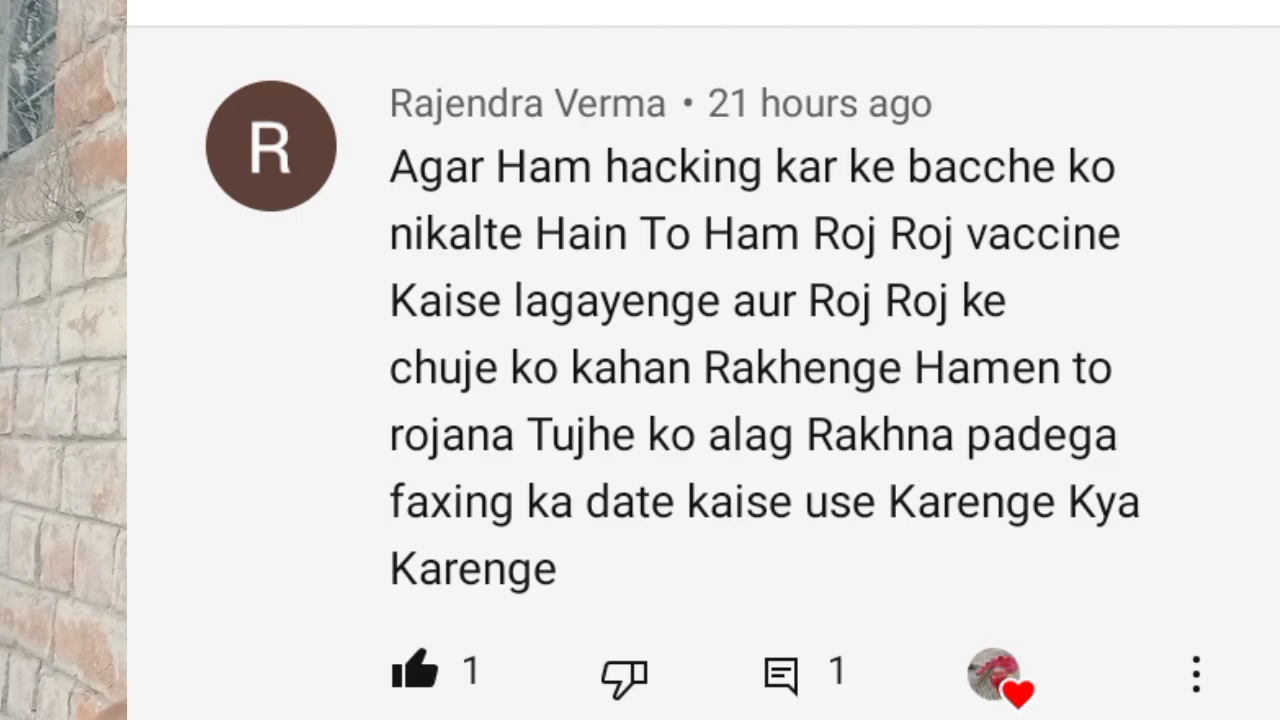 R
Rajendra Verma • 21 hours ago
Agar Ham hacking kar ke bacche ko
nikalte Hain To Ham Roj Roj vaccine
Kaise lagayenge aur Roj Roj ke
chuje ko kahan Rakhenge Hamen to
rojana Tujhe ko alag Rakhna padega
faxing ka date kaise use Karenge Kya
Karenge
1 1